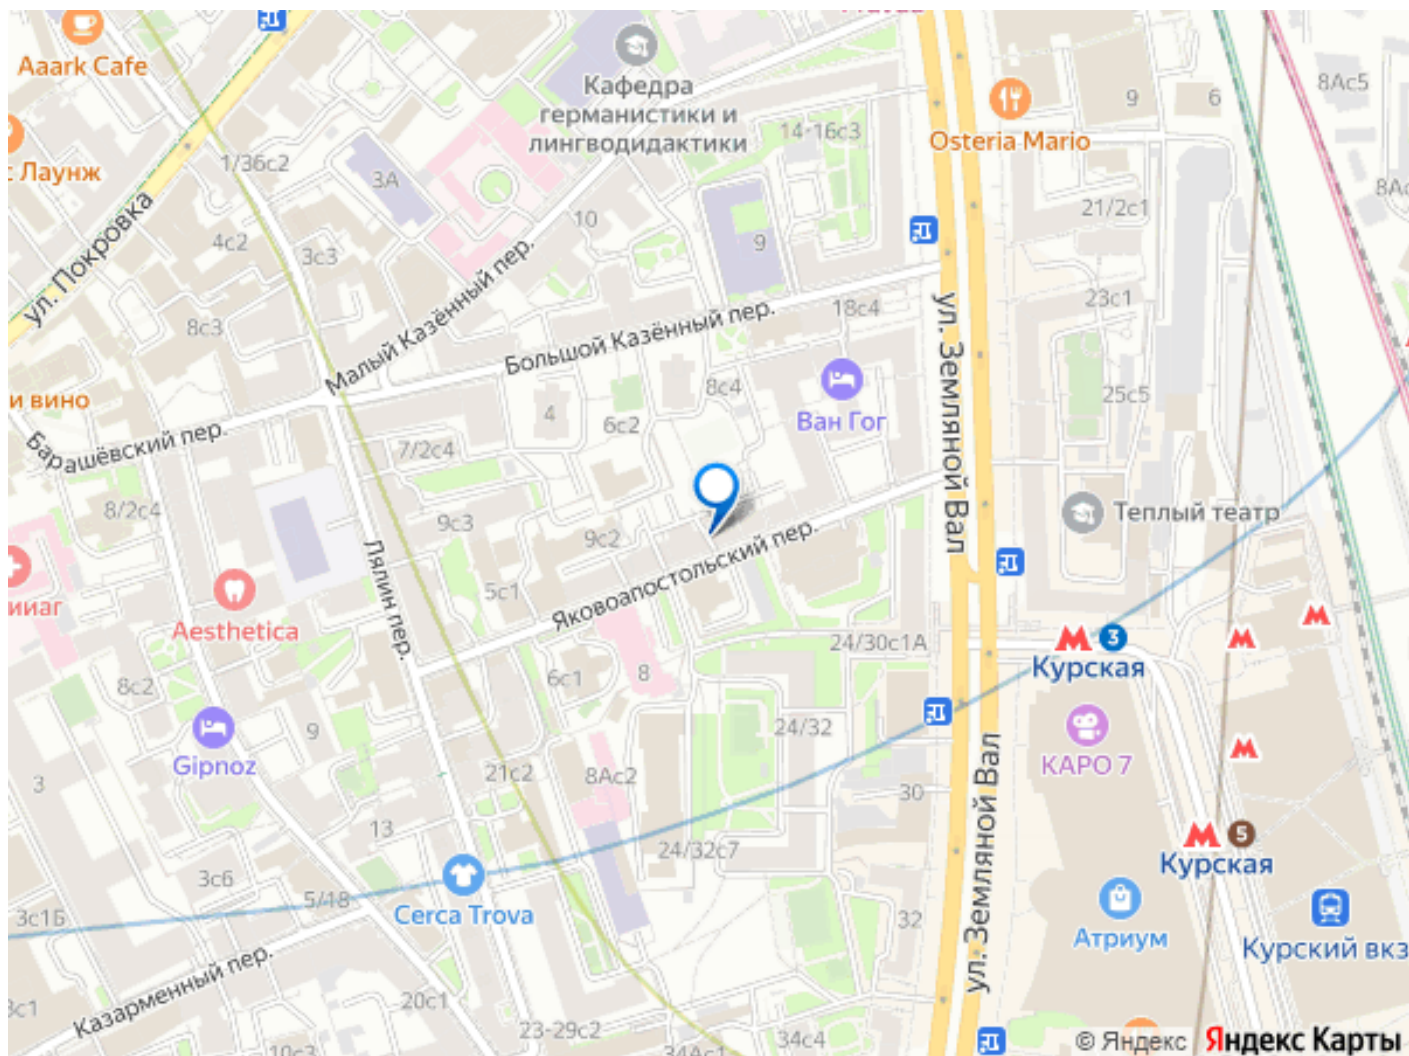 Aaark Cafe
с Лаунж
1/36с2
ул. Покровка
4с2
3с3
3А
8с3
Кафедра
германистики и
лингводидактики
14-16с3
10
9
Osteria Mario
9
6
8Ас5
21/2с1
23с1
25с5
Малый Казённый пер.
Большой Казённый пер.
18с4
8с4
Ван Гог
и вино
Барашёвский пер.
4
6с2
7/2с4
8/2с4
9с3
9с2
5с1
ул. Земляной Вал
Теплый театр
Яковоапостольский пер.
Лялин пер.
Aesthetica
24/30с1А
3
Курская
8с2
6с1
8
9
Gipnoz
24/32
КАРО 7
3
21с2
8Ас2
30
13
24/32с7
ул. Земляной Вал
5
Курская
3с6
5/18
3с1Б
Cerca Trova
32
Атриум
Курский вкз
Казарменный пер.
20с1
23-29с2
34с4
© Яндекс
Яндекс Карты